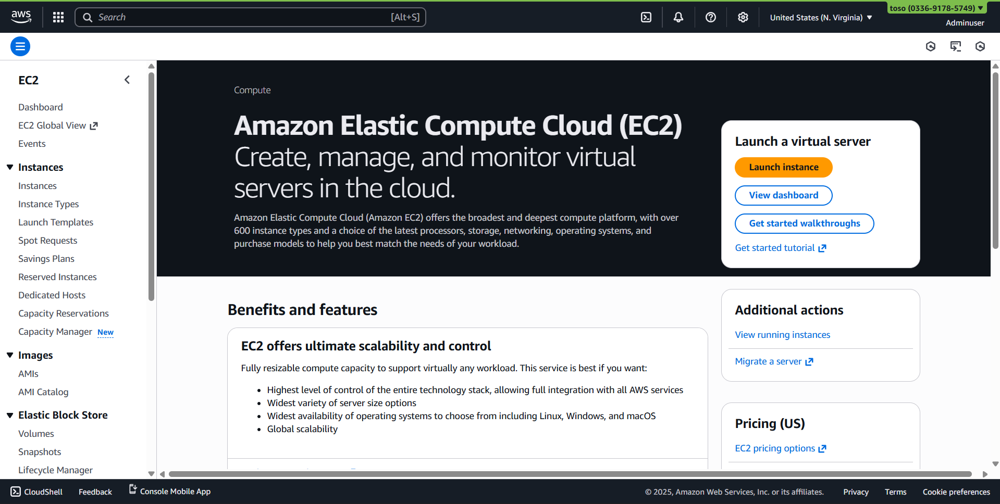 aws
Search
[Alt+S]
United States (N. Virginia)
toso (0336-9178-5749)
Adminuser
EC2
Dashboard
EC2 Global View
Events
Instances
Instances
Instance Types
Launch Templates
Spot Requests
Savings Plans
Reserved Instances
Dedicated Hosts
Capacity Reservations
Capacity Manager New
Images
AMIs
AMI Catalog
Elastic Block Store
Volumes
Snapshots
Lifecycle Manager
Compute
Amazon Elastic Compute Cloud (EC2)
Create, manage, and monitor virtual
servers in the cloud.
Amazon Elastic Compute Cloud (Amazon EC2) offers the broadest and deepest compute platform, with over
600 instance types and a choice of the latest processors, storage, networking, operating systems, and
purchase models to help you best match the needs of your workload.
Launch a virtual server
Launch instance
View dashboard
Get started walkthroughs
Get started tutorial
Benefits and features
EC2 offers ultimate scalability and control
Fully resizable compute capacity to support virtually any workload. This service is best if you want:
• Highest level of control of the entire technology stack, allowing full integration with all AWS services
• Widest variety of server size options
• Widest availability of operating systems to choose from including Linux, Windows, and macOS
• Global scalability
Additional actions
View running instances
Migrate a server
Pricing (US)
EC2 pricing options
CloudShell
Feedback
Console Mobile App
© 2025, Amazon Web Services, Inc. or its affiliates.
Privacy
Terms
Cookie preferences